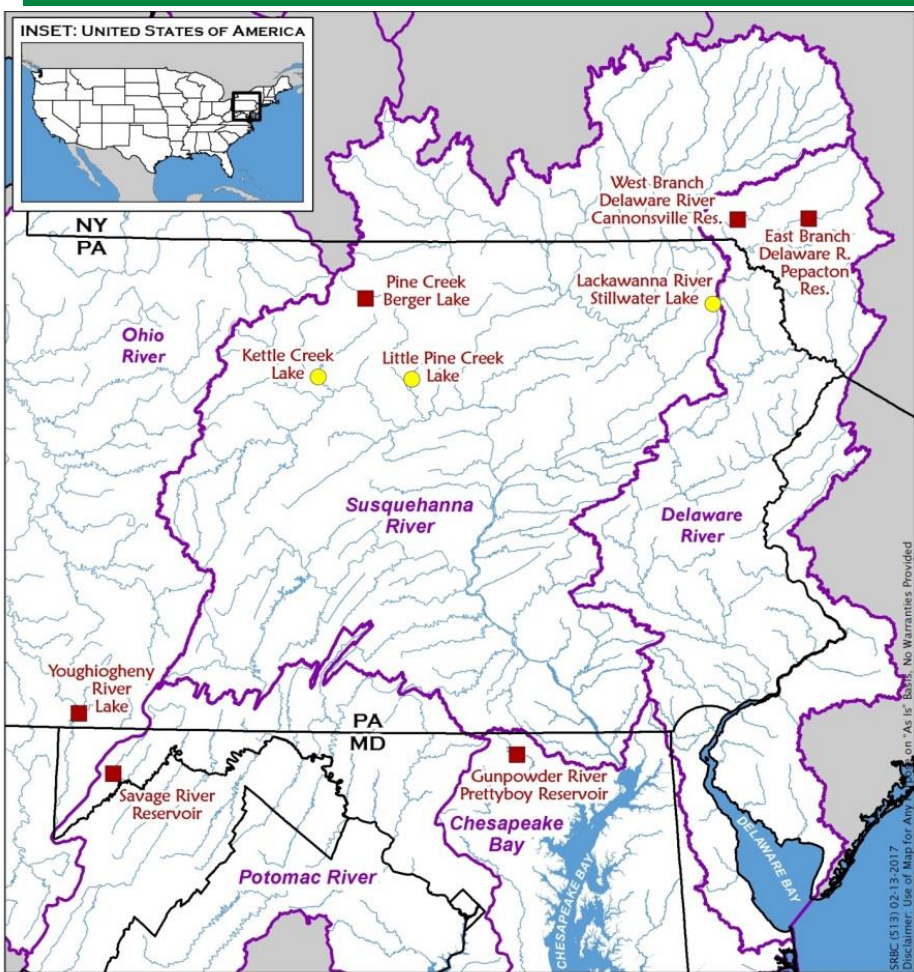 INSET: UNITED STATES OF AMERICA
NY
PA
West Branch
Delaware River
Cannonsville Res.
East Branch
Delaware R.
Pepacton
Res.
Pine Creek
Berger Lake
Lackawanna River
Stillwater Lake
Ohio
River
Kettle Creek
Lake
Little Pine Creek
Lake
Susquehanna
River
Delaware
River
Youghiogheny
River
Lake
PA
MD
Savage River
Reservoir
Gunpowder River
Prettyboy Reservoir
Chesapeake
Bay
Potomac River
CHESAPEAKE BAY
DELAWARE BAY
SRBC (513) 02-13-2017
Disclaimer: Use of Map for Any on "As Is" Basis, No Warranties Provided